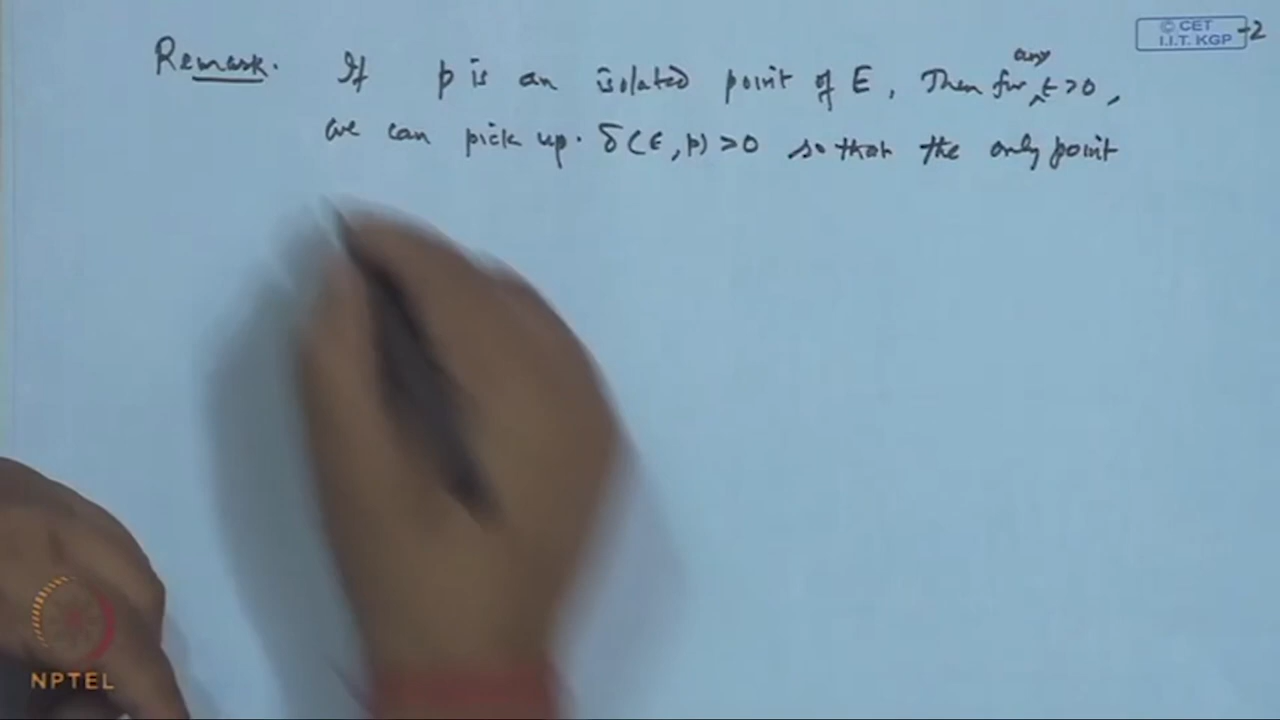 © CET
I.I.T. KGP -2
Remark. If p is an isolated point of E, Then for any ε>0,
we can pick up. δ(ε,p)>0 so that the only point
NPTEL